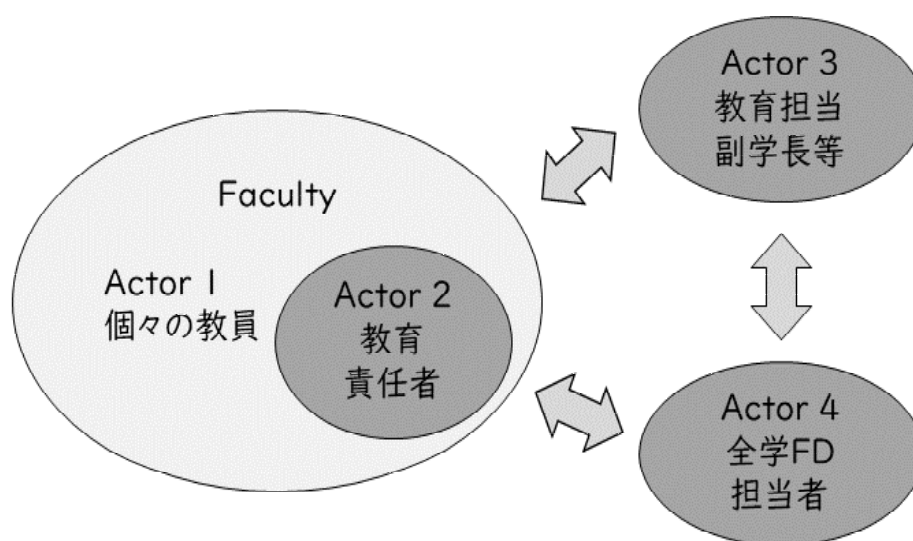 Faculty
Actor 1
個々の教員
Actor 2
教育
責任者
Actor 3
教育担当
副学長等
Actor 4
全学FD
担当者